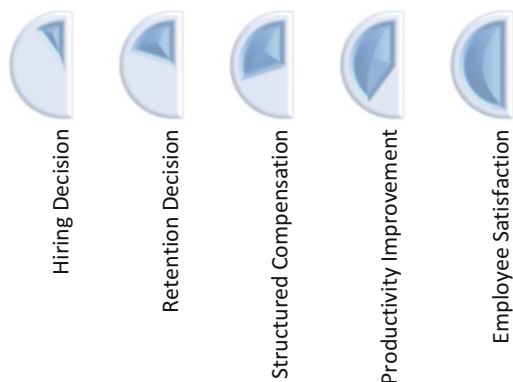 Hiring Decision
Retention Decision
Structured Compensation
Productivity Improvement
Employee Satisfaction